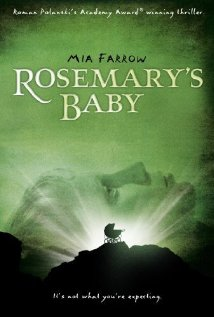 Roman Polanski's Academy Award® winning thriller.
MIA FARROW
ROSEMARY'S
BABY
It's not what you're expecting.